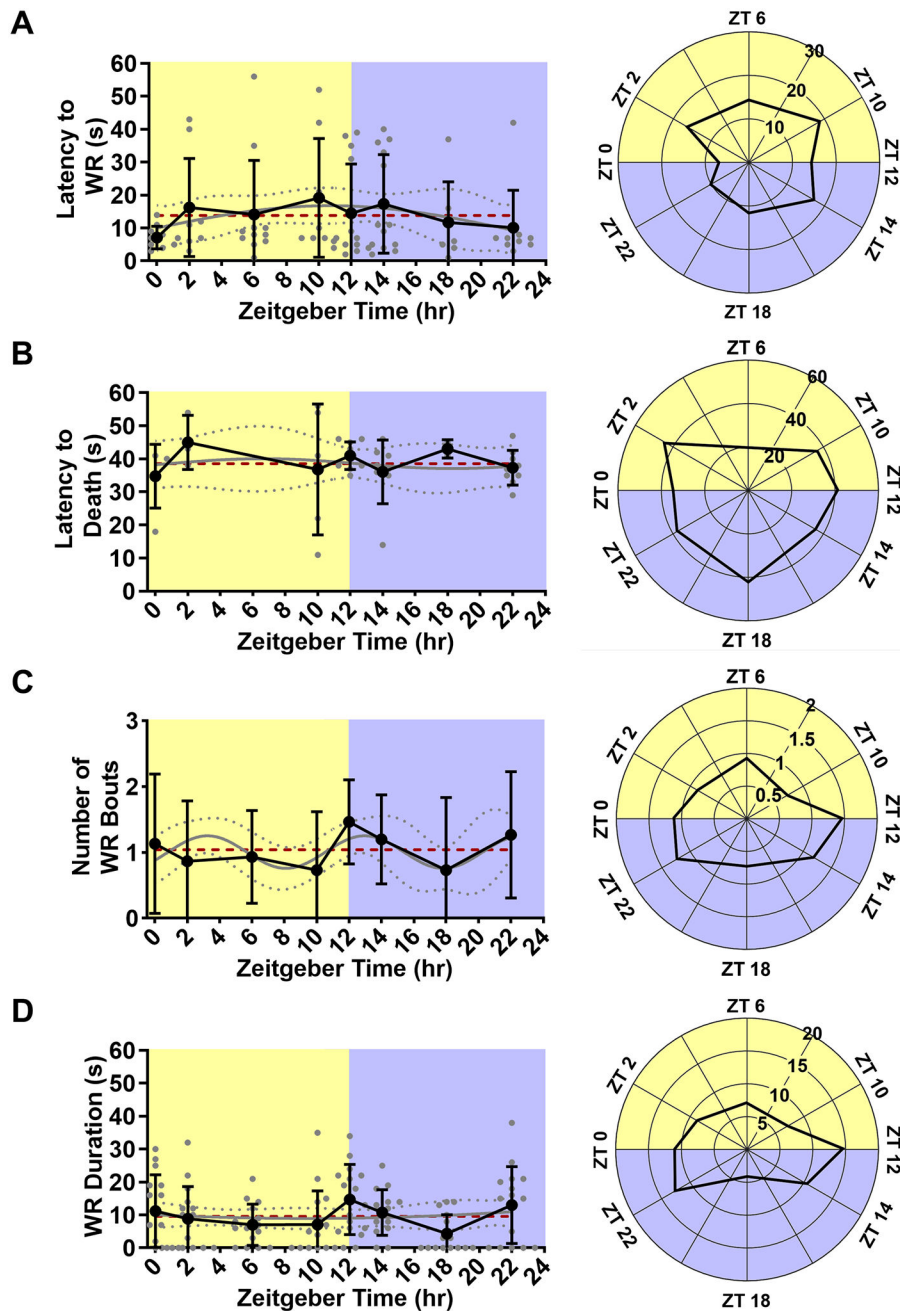 A
Latency to
WR (s)
60
50
40
30
20
10
0
0 2 4 6 8 10 12 14 16 18 20 22 24
Zeitgeber Time (hr)
ZT 6
30
20
10
ZT 2
ZT 10
ZT 0
ZT 12
ZT 22
ZT 14
ZT 18
B
Latency to
Death (s)
60
50
40
30
20
10
0
0 2 4 6 8 10 12 14 16 18 20 22 24
Zeitgeber Time (hr)
ZT 6
60
40
20
ZT 2
ZT 10
ZT 0
ZT 12
ZT 22
ZT 14
ZT 18
C
Number of
WR Bouts
3
2
1
0
0 2 4 6 8 10 12 14 16 18 20 22 24
Zeitgeber Time (hr)
ZT 6
2
1.5
1
0.5
ZT 2
ZT 10
ZT 0
ZT 12
ZT 22
ZT 14
ZT 18
D
WR Duration (s)
60
50
40
30
20
10
0
0 2 4 6 8 10 12 14 16 18 20 22 24
Zeitgeber Time (hr)
ZT 6
20
15
10
5
ZT 2
ZT 10
ZT 0
ZT 12
ZT 22
ZT 14
ZT 18